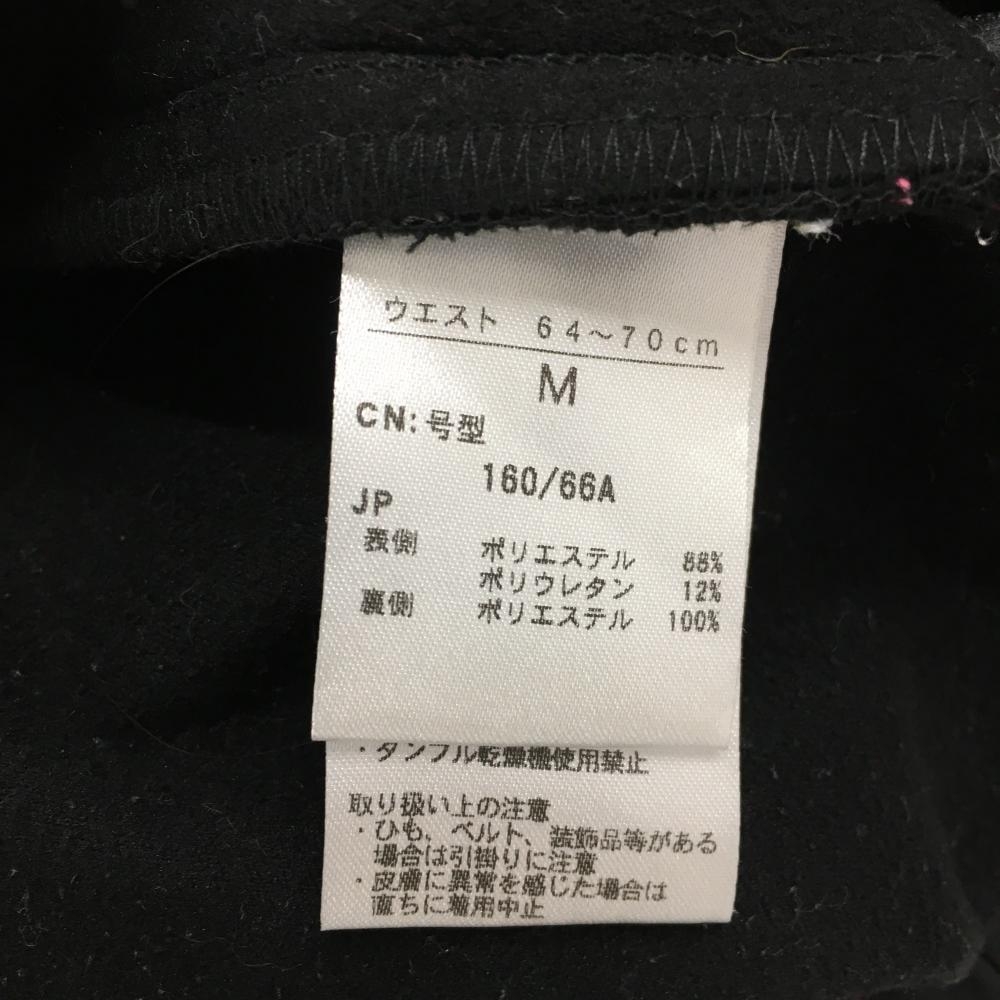 ウエスト 64～70cm
M
CN:号型
160/66A
JP
表側 ポリエステル 88%
ポリウレタン 12%
裏側 ポリエステル 100%
・タンブル乾燥機使用禁止
取り扱い上の注意
・ひも、ベルト、装飾品等がある
場合は引掛りに注意
・皮膚に異常を感じた場合は
直ちに着用中止